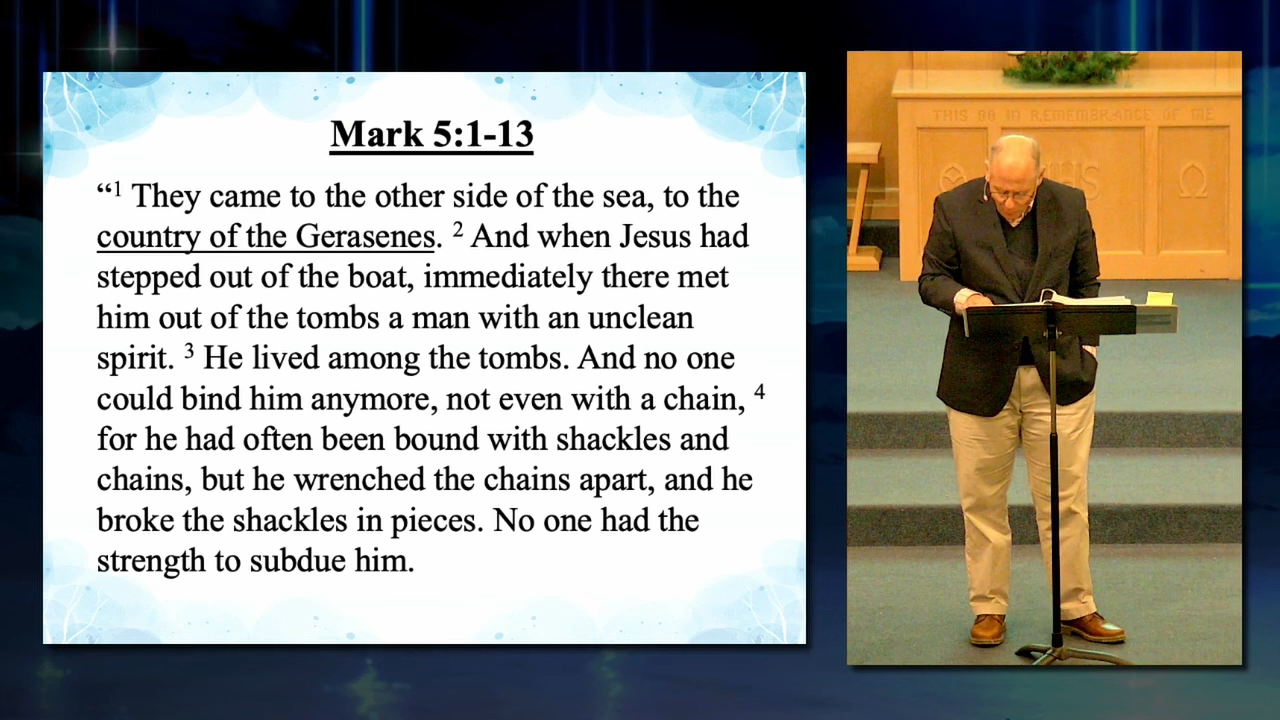 Mark 5:1-13
“1 They came to the other side of the sea, to the
country of the Gerasenes. 2 And when Jesus had
stepped out of the boat, immediately there met
him out of the tombs a man with an unclean
spirit. 3 He lived among the tombs. And no one
could bind him anymore, not even with a chain, 4
for he had often been bound with shackles and
chains, but he wrenched the chains apart, and he
broke the shackles in pieces. No one had the
strength to subdue him.
THIS DO IN REMEMBRANCE OF ME
IHS
Ω